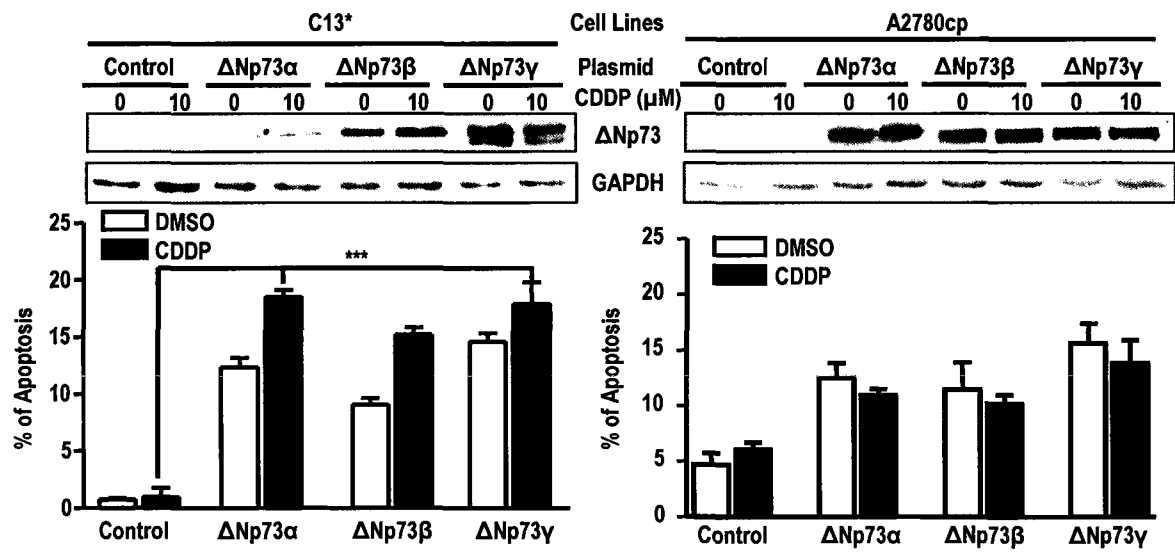 C13* Cell Lines A2780cp
Control ΔNp73α ΔNp73β ΔNp73γ Plasmid Control ΔNp73α ΔNp73β ΔNp73γ
0 10 0 10 0 10 0 10 CDDP (µM) 0 10 0 10 0 10 0 10
ΔNp73
GAPDH
25
20
15
10
5
0
% of Apoptosis
DMSO
CDDP
***
Control ΔNp73α ΔNp73β ΔNp73γ
25
20
15
10
5
0
% of Apoptosis
DMSO
CDDP
Control ΔNp73α ΔNp73β ΔNp73γ